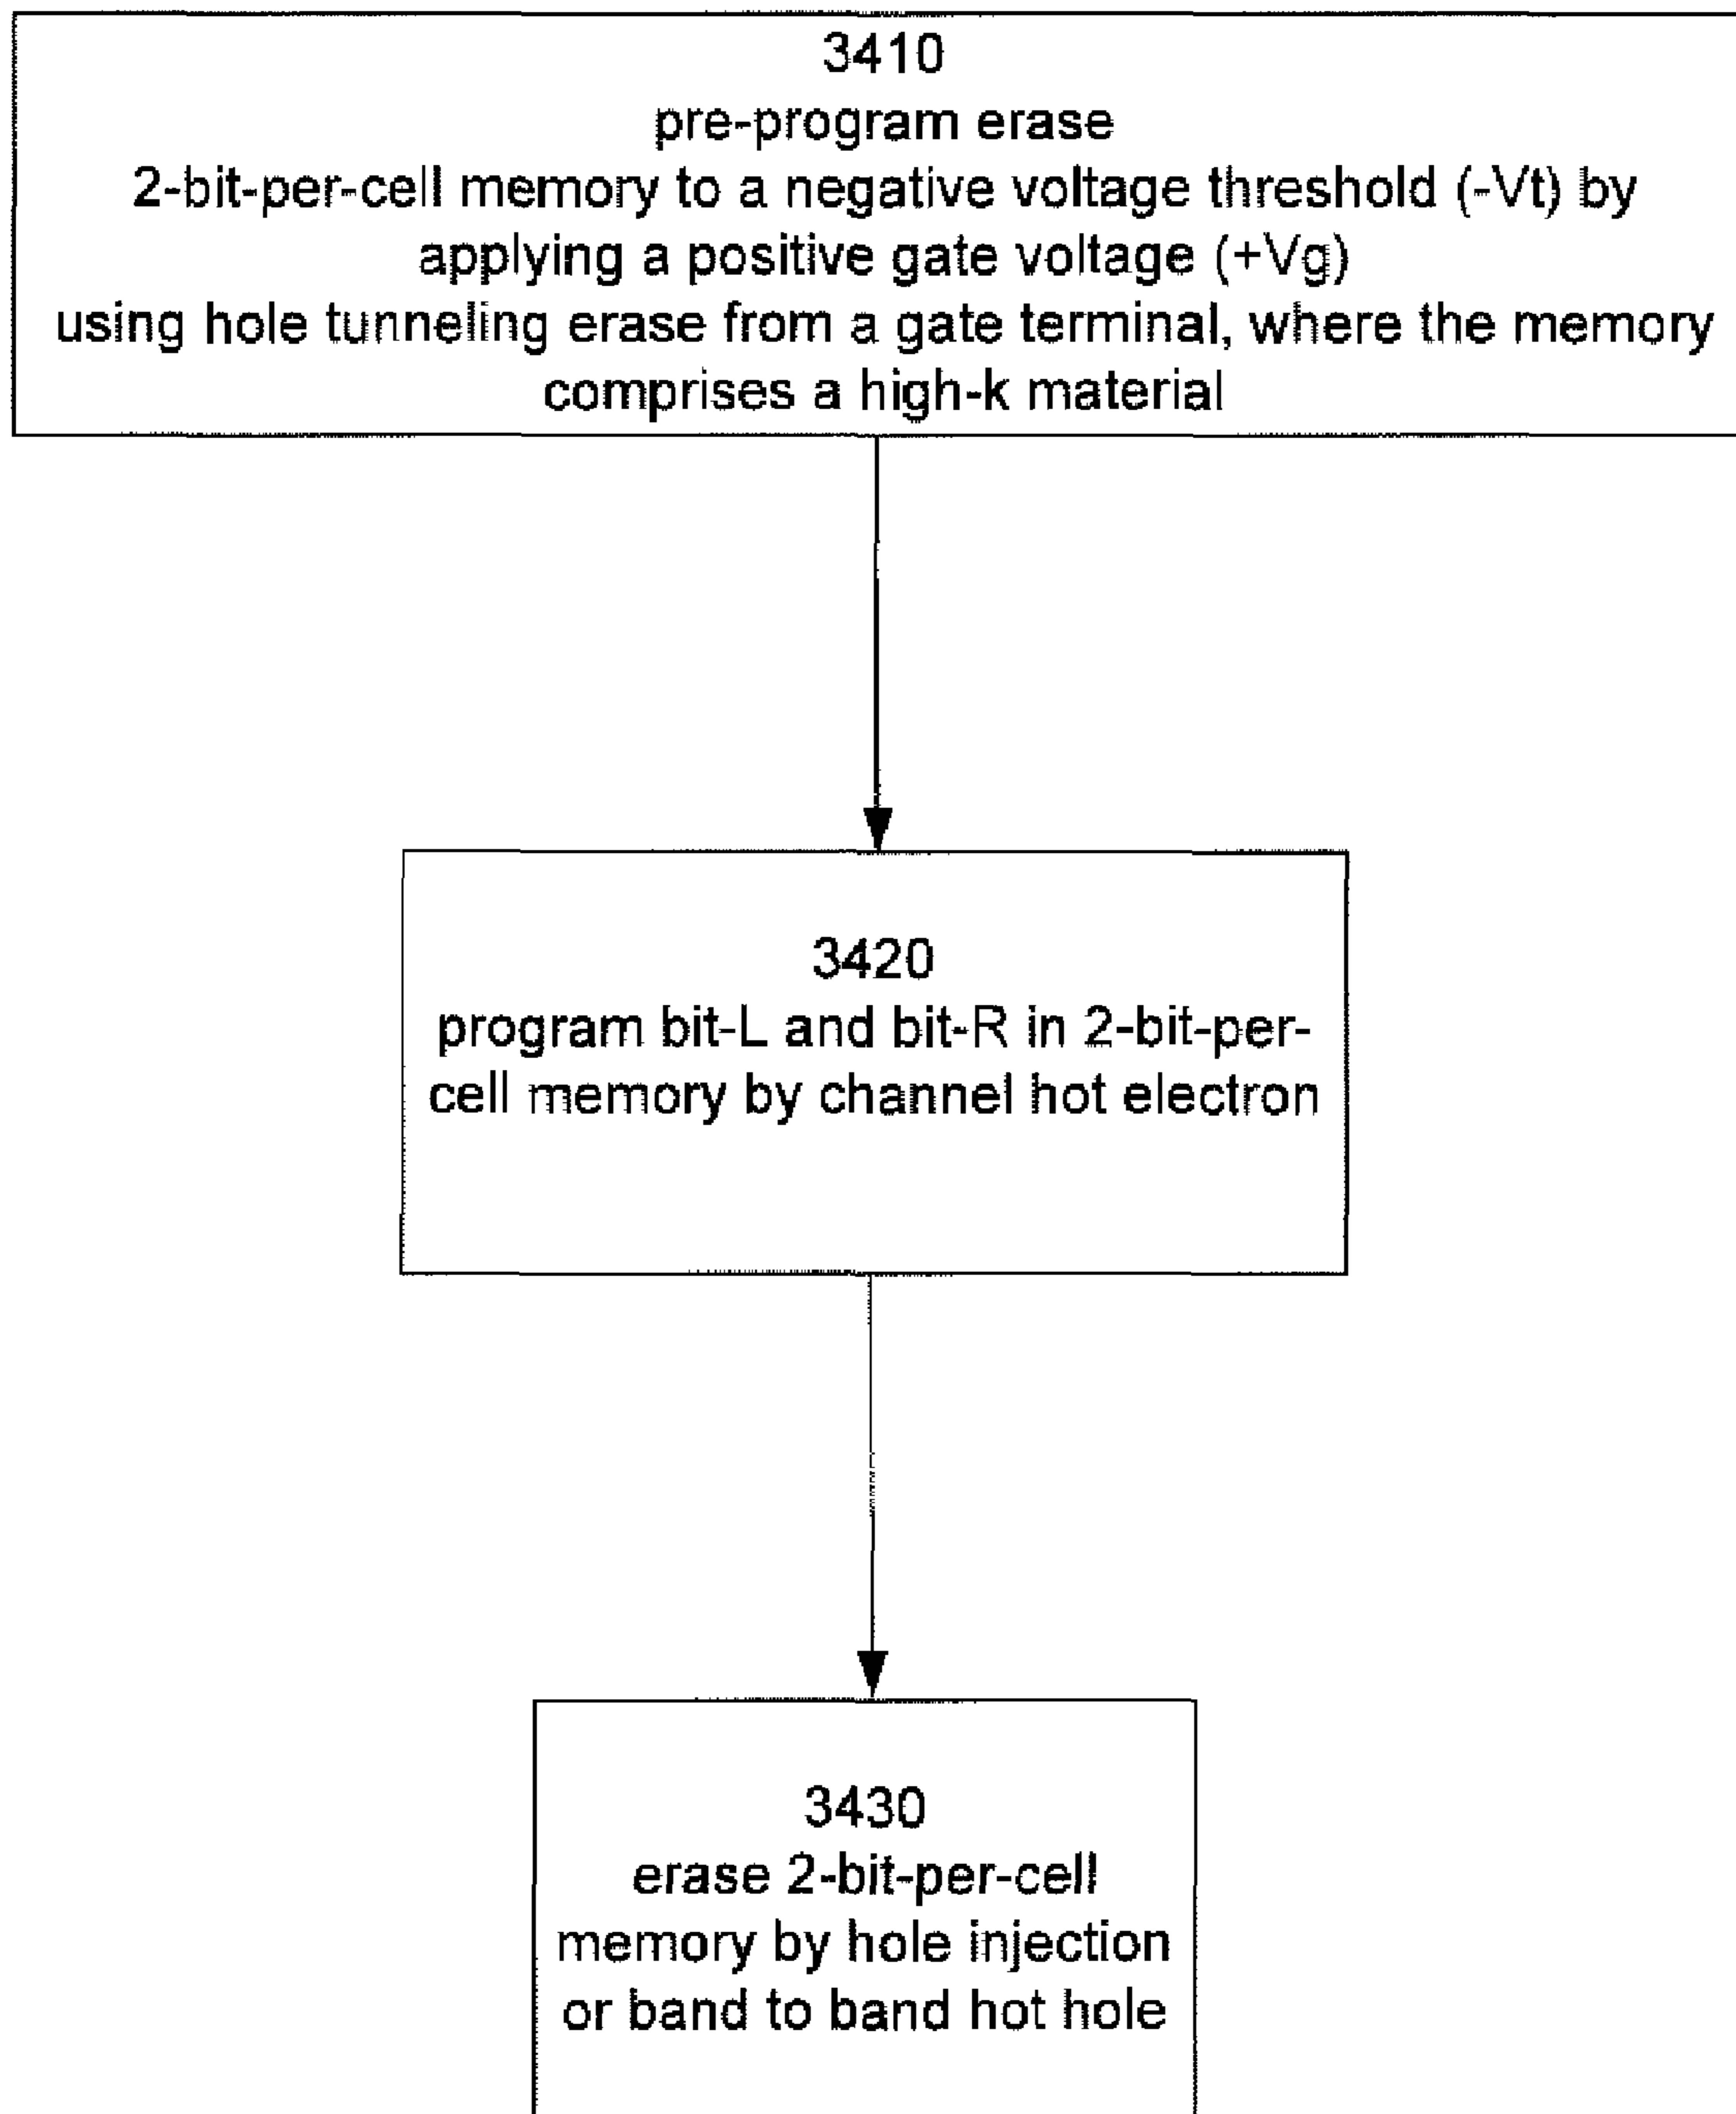 3410
pre-program erase
2-bit-per-cell memory to a negative voltage threshold (-Vt) by
applying a positive gate voltage (+Vg)
using hole tunneling erase from a gate terminal, where the memory
comprises a high-k material
3420
program bit-L and bit-R in 2-bit-per-
cell memory by channel hot electron
3430
erase 2-bit-per-cell
memory by hole injection
or band to band hot hole